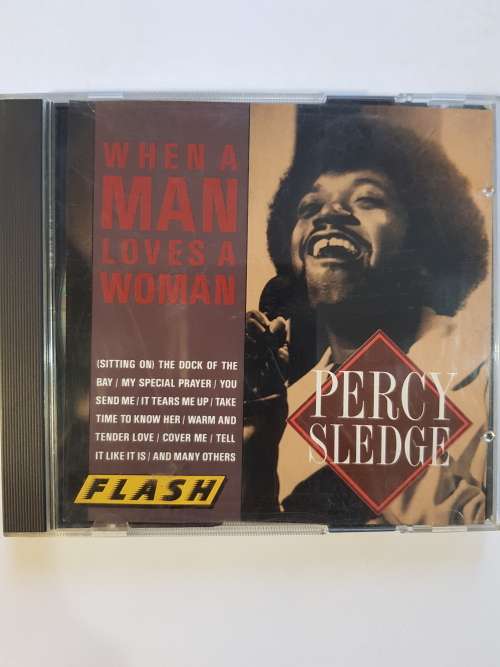 WHEN A
MAN
LOVES A
WOMAN
(SITTING ON) THE DOCK OF THE
BAY / MY SPECIAL PRAYER / YOU
SEND ME / IT TEARS ME UP / TAKE
TIME TO KNOW HER / WARM AND
TENDER LOVE / COVER ME / TELL
IT LIKE IT IS / AND MANY OTHERS
FLASH
PERCY
SLEDGE